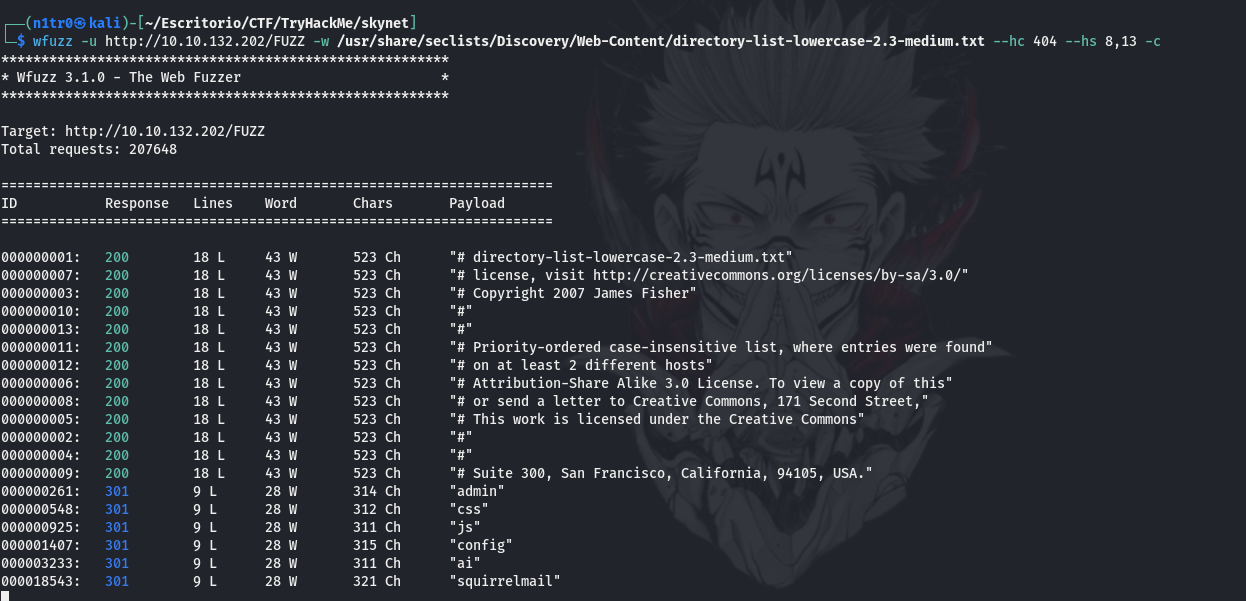 ┌──(n1tr0㉿kali)-[~/Escritorio/CTF/TryHackMe/skynet]
└─$ wfuzz -u http://10.10.132.202/FUZZ -w /usr/share/seclists/Discovery/Web-Content/directory-list-lowercase-2.3-medium.txt --hc 404 --hs 8,13 -c
********************************************************
* Wfuzz 3.1.0 - The Web Fuzzer                         *
********************************************************
Target: http://10.10.132.202/FUZZ
Total requests: 207648
=====================================================================
ID           Response   Lines    Word       Chars       Payload
=====================================================================
000000001:   200        18 L     43 W       523 Ch      "# directory-list-lowercase-2.3-medium.txt"
000000007:   200        18 L     43 W       523 Ch      "# license, visit http://creativecommons.org/licenses/by-sa/3.0/"
000000003:   200        18 L     43 W       523 Ch      "# Copyright 2007 James Fisher"
000000010:   200        18 L     43 W       523 Ch      "#"
000000013:   200        18 L     43 W       523 Ch      "#"
000000011:   200        18 L     43 W       523 Ch      "# Priority-ordered case-insensitive list, where entries were found"
000000012:   200        18 L     43 W       523 Ch      "# on at least 2 different hosts"
000000006:   200        18 L     43 W       523 Ch      "# Attribution-Share Alike 3.0 License. To view a copy of this"
000000008:   200        18 L     43 W       523 Ch      "# or send a letter to Creative Commons, 171 Second Street,"
000000005:   200        18 L     43 W       523 Ch      "# This work is licensed under the Creative Commons"
000000002:   200        18 L     43 W       523 Ch      "#"
000000004:   200        18 L     43 W       523 Ch      "#"
000000009:   200        18 L     43 W       523 Ch      "# Suite 300, San Francisco, California, 94105, USA."
000000261:   301        9 L      28 W       314 Ch      "admin"
000000548:   301        9 L      28 W       312 Ch      "css"
000000925:   301        9 L      28 W       311 Ch      "js"
000001407:   301        9 L      28 W       315 Ch      "config"
000003233:   301        9 L      28 W       311 Ch      "ai"
000018543:   301        9 L      28 W       321 Ch      "squirrelmail"